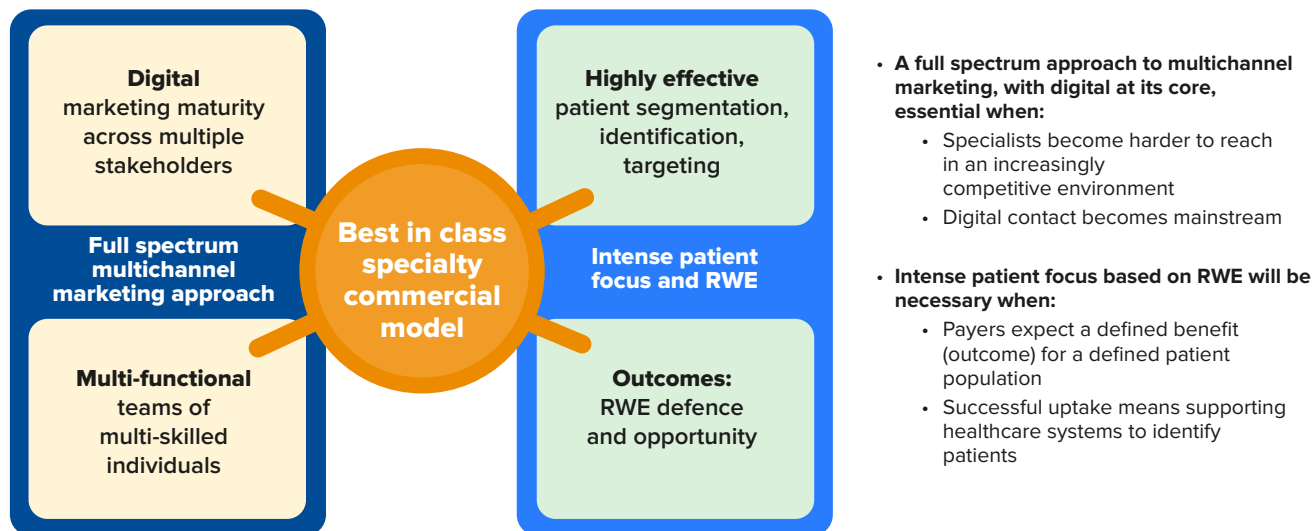 Digital
marketing maturity
across multiple
stakeholders
Full spectrum
multichannel
marketing approach
Multi-functional
teams of
multi-skilled
individuals
Best in class
specialty
commercial
model
Highly effective
patient segmentation,
identification,
targeting
Intense patient
focus and RWE
Outcomes:
RWE defence
and opportunity
• A full spectrum approach to multichannel
marketing, with digital at its core,
essential when:
• Specialists become harder to reach
in an increasingly
competitive environment
• Digital contact becomes mainstream
• Intense patient focus based on RWE will be
necessary when:
• Payers expect a defined benefit
(outcome) for a defined patient
population
• Successful uptake means supporting
healthcare systems to identify
patients